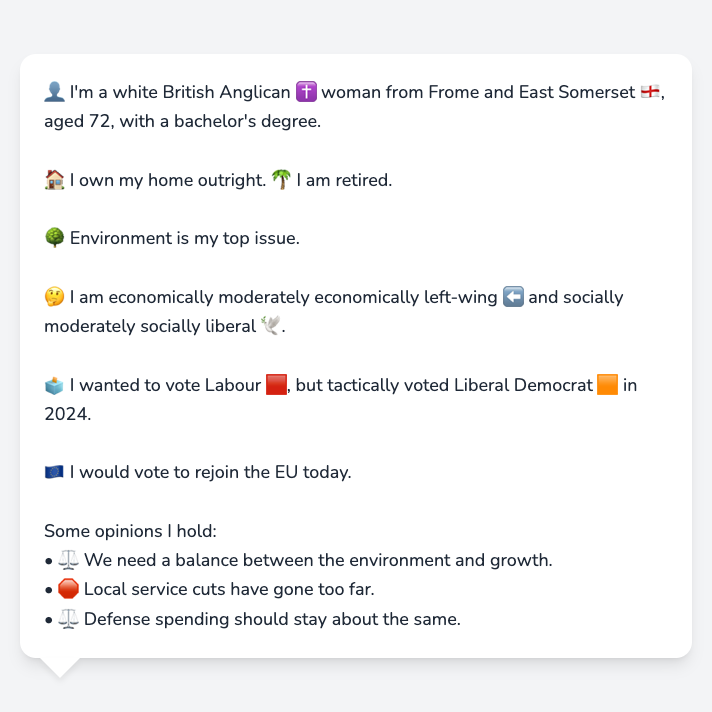 👤 I'm a white British Anglican ✝️ woman from Frome and East Somerset 🏴󠁧󠁢󠁥󠁮󠁧󠁿,
aged 72, with a bachelor's degree.
🏠 I own my home outright. 🌴 I am retired.
🌳 Environment is my top issue.
🤔 I am economically moderately economically left-wing ⬅️ and socially
moderately socially liberal 🕊️.
🗳️ I wanted to vote Labour 🟥, but tactically voted Liberal Democrat 🟧 in
2024.
🇪🇺 I would vote to rejoin the EU today.
Some opinions I hold:
• ⚖️ We need a balance between the environment and growth.
• 🛑 Local service cuts have gone too far.
• ⚖️ Defense spending should stay about the same.